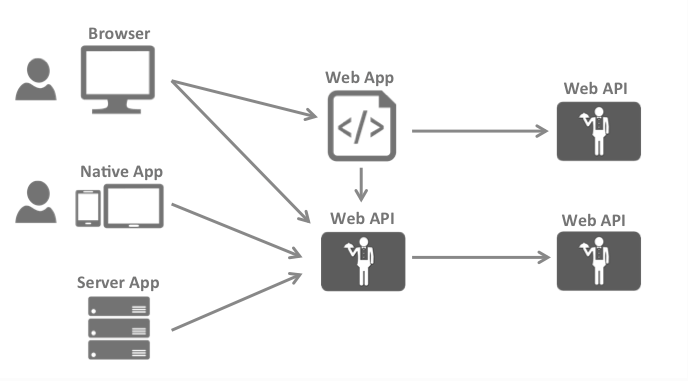 Browser
Web App
Web API
Native App
Web API
Web API
Server App